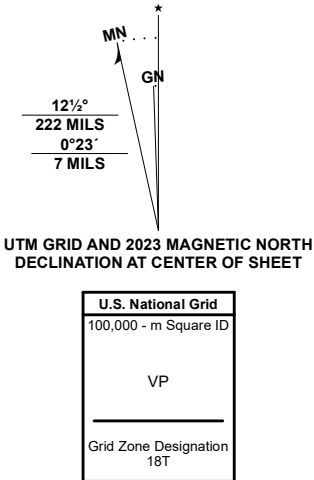 ★
MN
GN
12½°
222 MILS
0°23´
7 MILS
UTM GRID AND 2023 MAGNETIC NORTH
DECLINATION AT CENTER OF SHEET
U.S. National Grid
100,000 - m Square ID
VP
Grid Zone Designation
18T